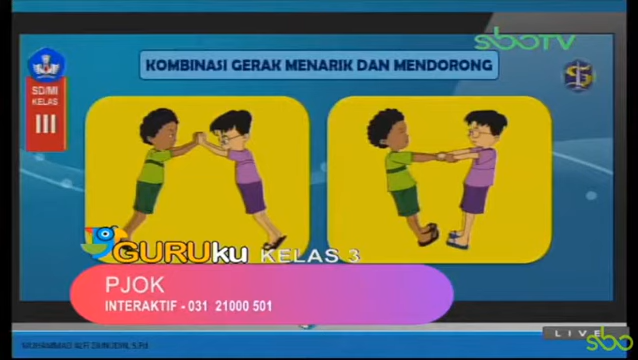 sboTV
KOMBINASI GERAK MENARIK DAN MENDORONG
SD/MI
KELAS
III
GURUku KELAS 3
PJOK
INTERAKTIF - 031 21000 501
LIVE
sbo